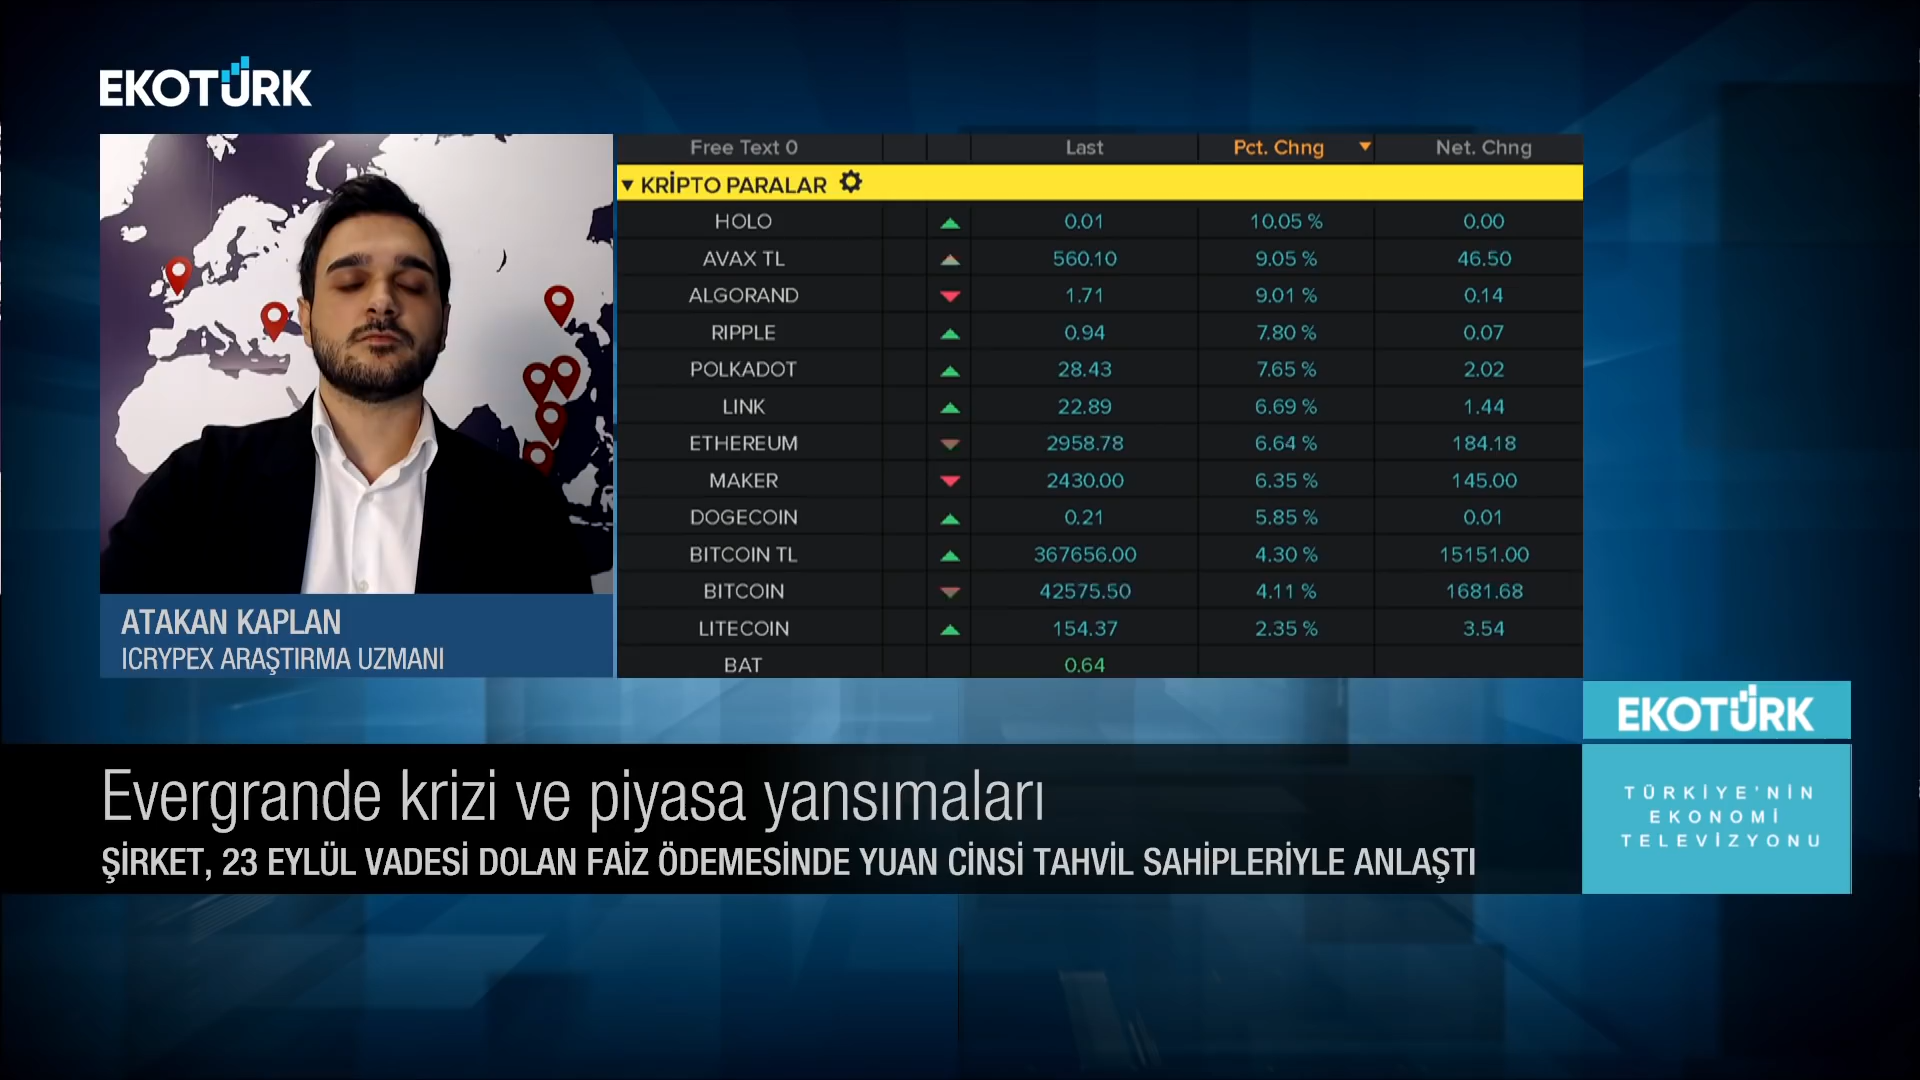 EKOTÜRK
Free Text 0 Last Pct. Chng Net. Chng
KRİPTO PARALAR
HOLO 0.01 10.05 % 0.00
AVAX TL 560.10 9.05 % 46.50
ALGORAND 1.71 9.01 % 0.14
RIPPLE 0.94 7.80 % 0.07
POLKADOT 28.43 7.65 % 2.02
LINK 22.89 6.69 % 1.44
ETHEREUM 2958.78 6.64 % 184.18
MAKER 2430.00 6.35 % 145.00
DOGECOIN 0.21 5.85 % 0.01
BITCOIN TL 367656.00 4.30 % 15151.00
BITCOIN 42575.50 4.11 % 1681.68
LITECOIN 154.37 2.35 % 3.54
BAT 0.64
ATAKAN KAPLAN
ICRYPEX ARAŞTIRMA UZMANI
EKOTÜRK
TÜRKİYE'NİN
EKONOMİ
TELEVİZYONU
Evergrande krizi ve piyasa yansımaları
ŞİRKET, 23 EYLÜL VADESİ DOLAN FAİZ ÖDEMESİNDE YUAN CİNSİ TAHVİL SAHİPLERİYLE ANLAŞTI